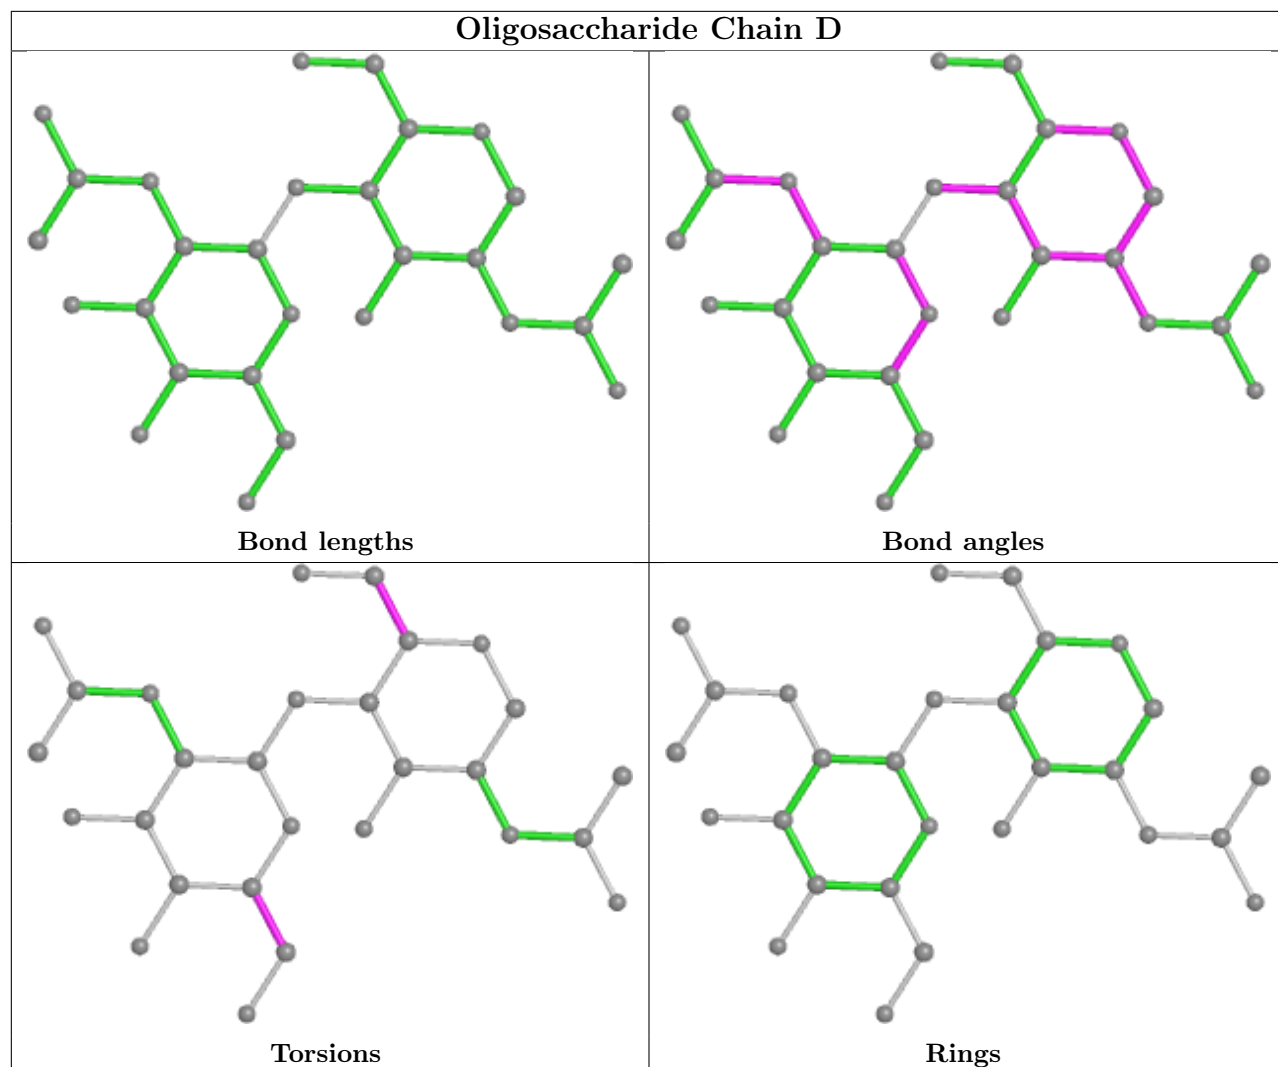 Oligosaccharide Chain D
Bond lengths
Bond angles
Torsions
Rings